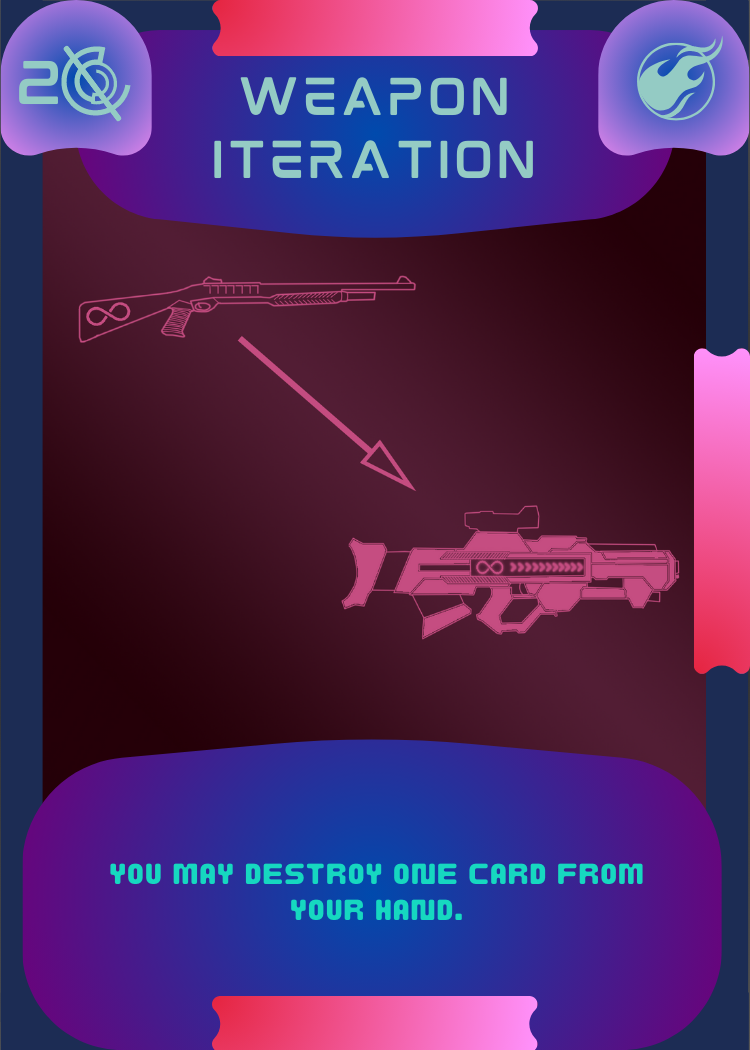 2
WEAPON
ITERATION
YOU MAY DESTROY ONE CARD FROM
YOUR HAND.